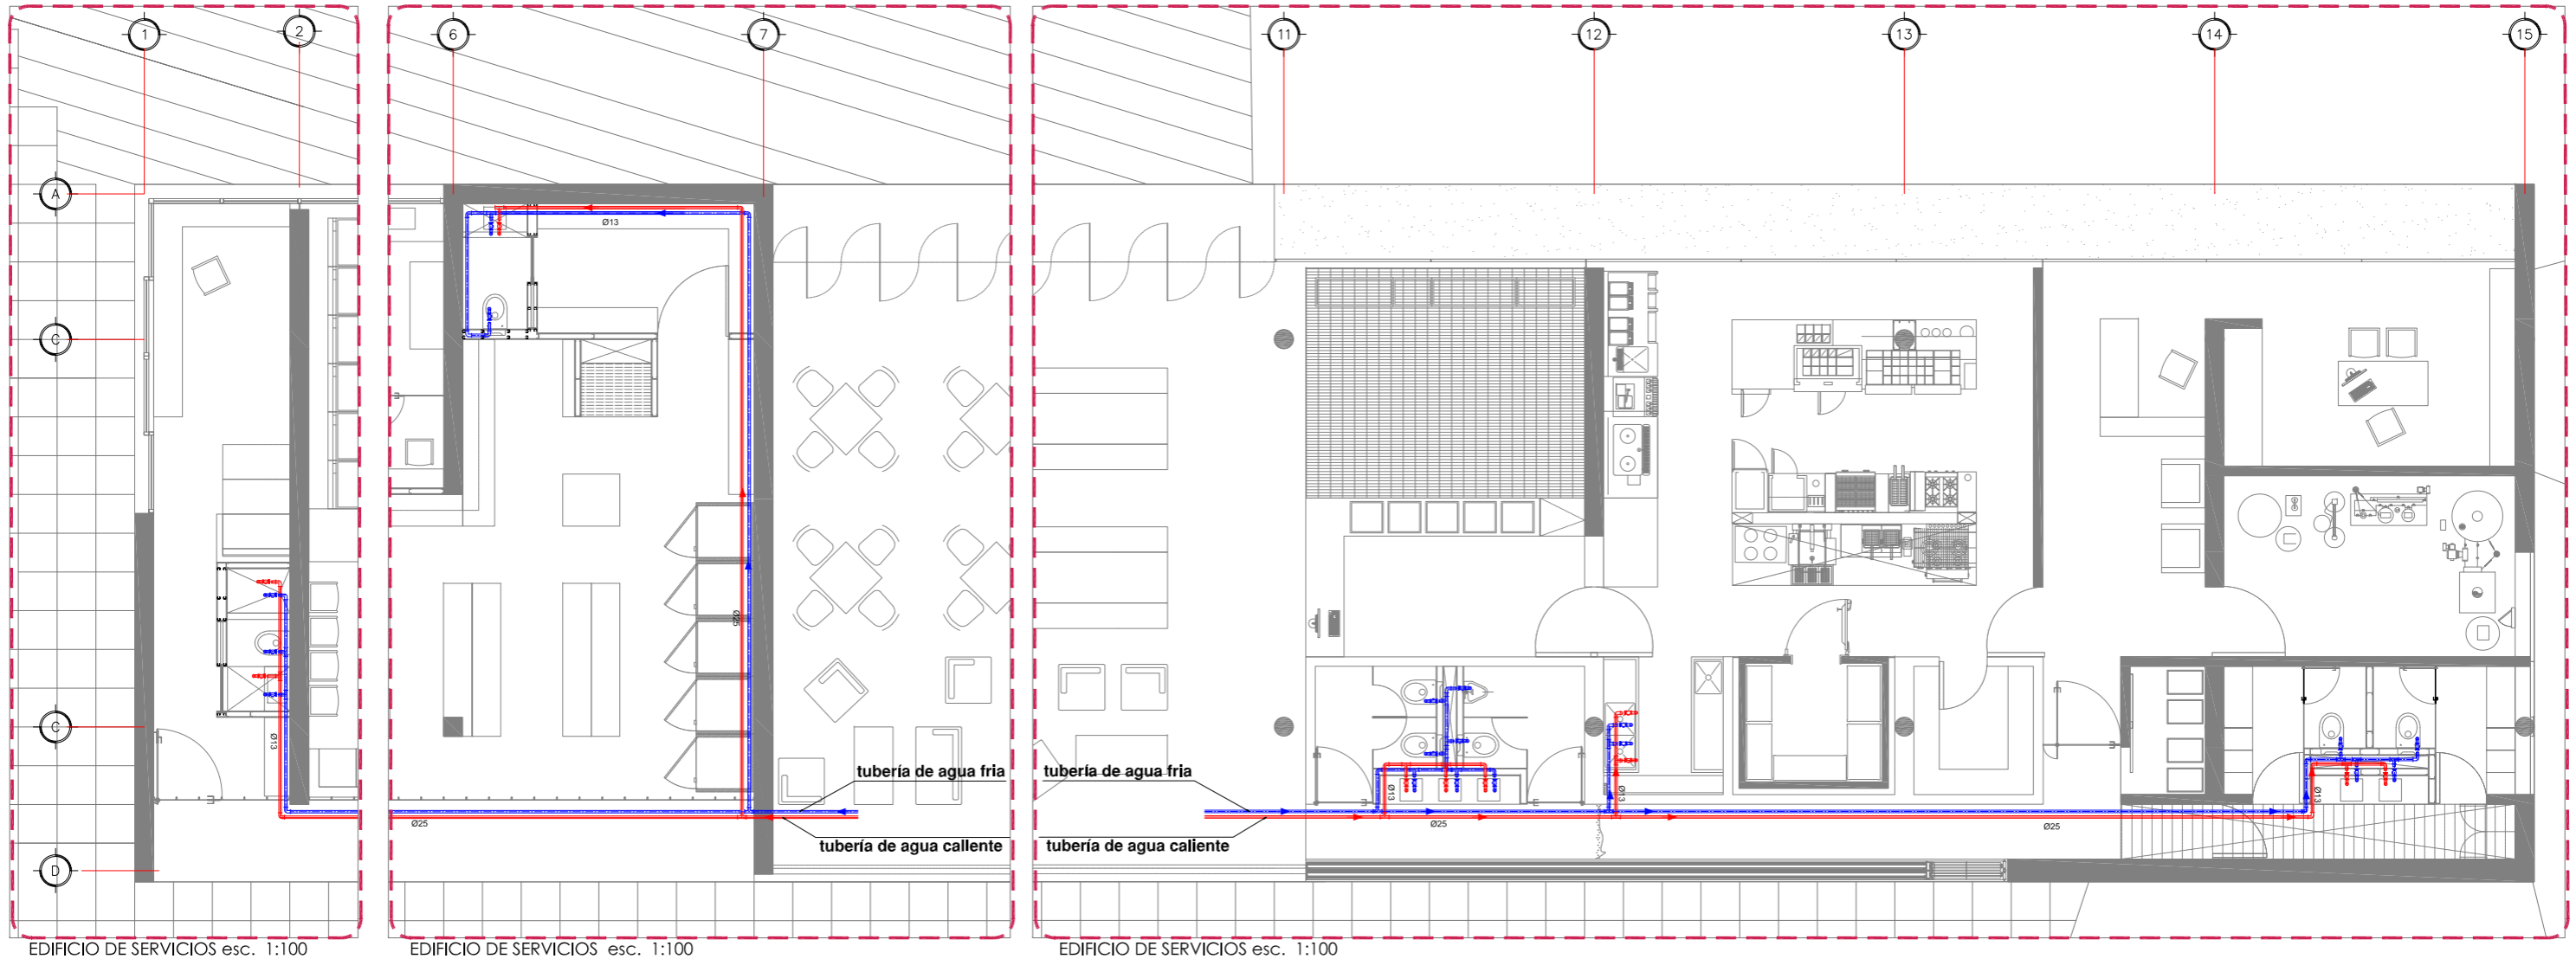 1
2
6
7
11
12
13
14
15
A
C
C
D
Ø13
Ø25
Ø13
Ø25
tubería de agua fria
tubería de agua callente
tubería de agua fria
tubería de agua caliente
Ø13
Ø25
Ø13
Ø25
Ø13
EDIFICIO DE SERVICIOS esc. 1:100
EDIFICIO DE SERVICIOS esc. 1:100
EDIFICIO DE SERVICIOS esc. 1:100